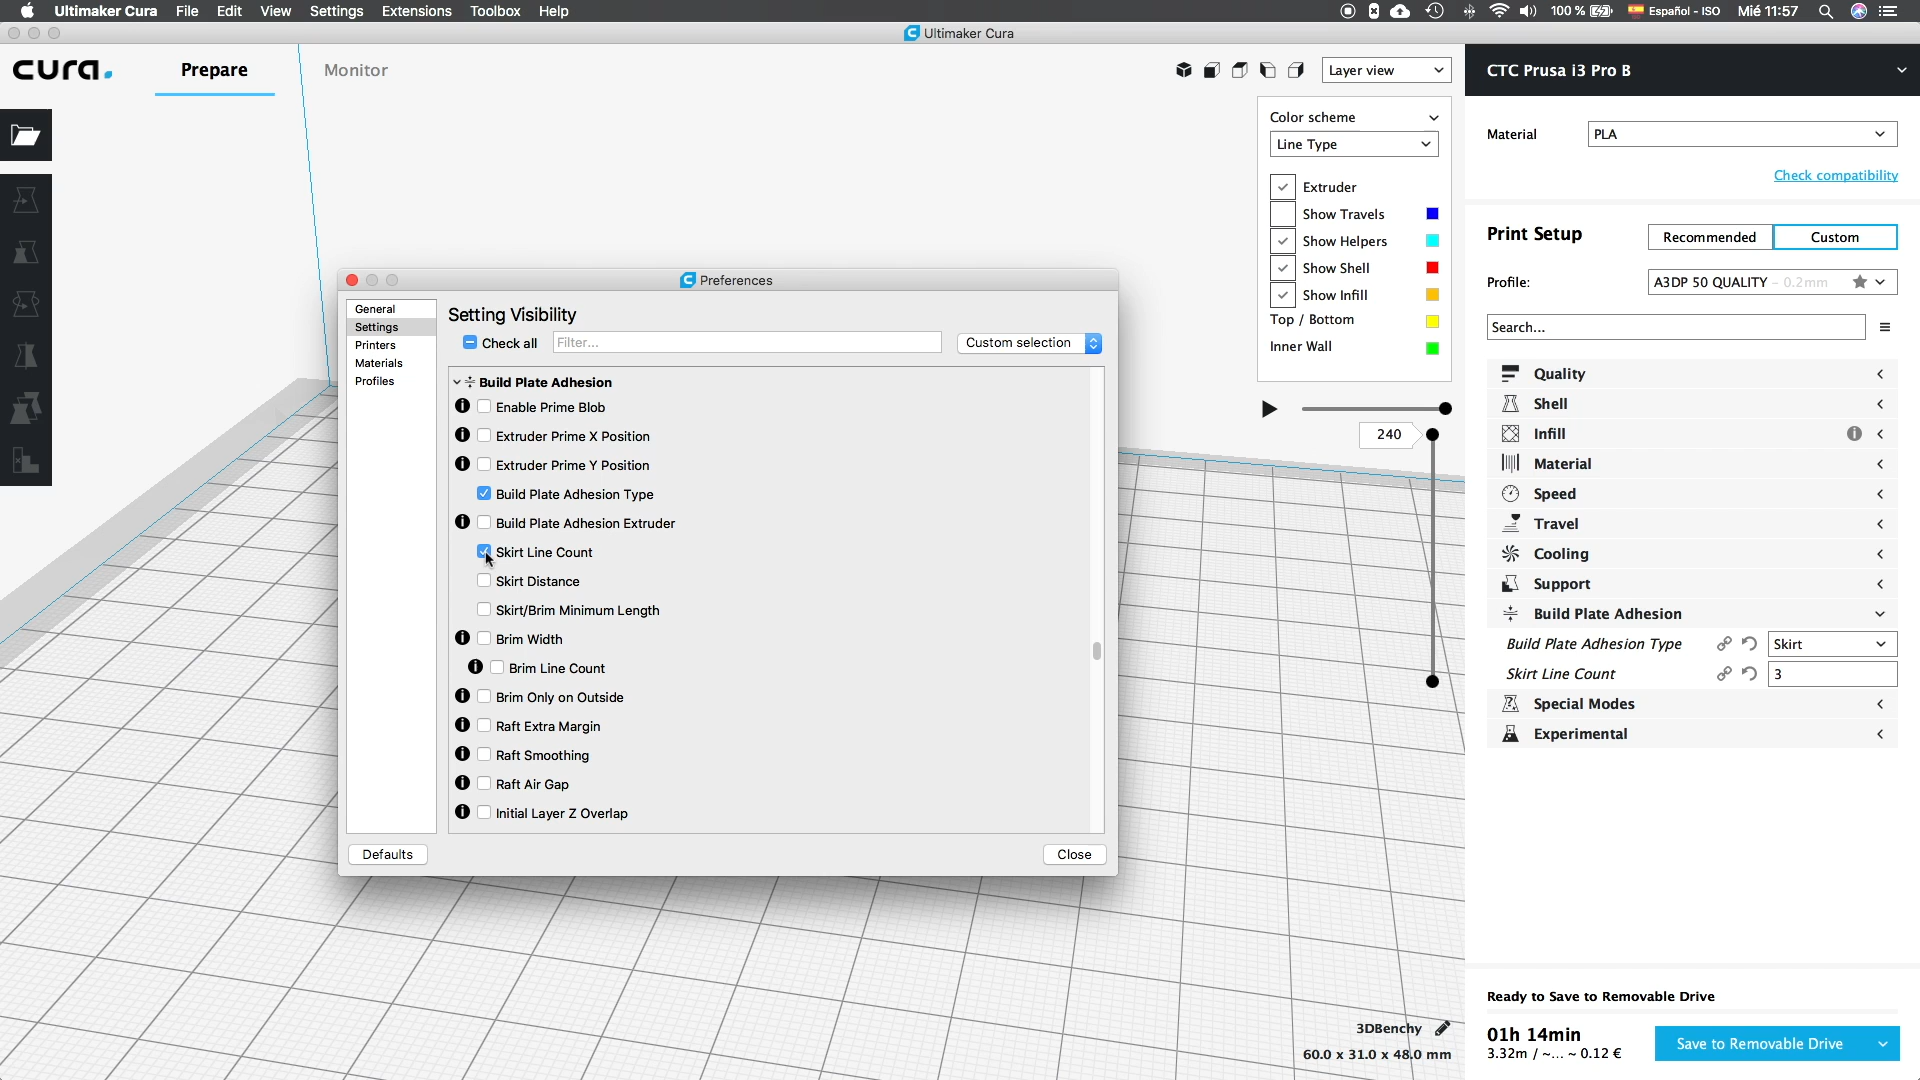 Ultimaker Cura File Edit View Settings Extensions Toolbox Help 100 % Español - ISO Mié 11:57
Ultimaker Cura
cura. Prepare Monitor Layer view CTC Prusa i3 Pro B
Color scheme
Line Type
Extruder
Show Travels
Show Helpers
Show Shell
Show Infill
Top / Bottom
Inner Wall
240
Material PLA
Check compatibility
Print Setup Recommended Custom
Profile: A3DP 50 QUALITY - 0.2mm
Search...
Quality
Shell
Infill
Material
Speed
Travel
Cooling
Support
Build Plate Adhesion
Build Plate Adhesion Type Skirt
Skirt Line Count 3
Special Modes
Experimental
Preferences
General
Settings
Printers
Materials
Profiles
Setting Visibility
Check all Filter... Custom selection
Build Plate Adhesion
Enable Prime Blob
Extruder Prime X Position
Extruder Prime Y Position
Build Plate Adhesion Type
Build Plate Adhesion Extruder
Skirt Line Count
Skirt Distance
Skirt/Brim Minimum Length
Brim Width
Brim Line Count
Brim Only on Outside
Raft Extra Margin
Raft Smoothing
Raft Air Gap
Initial Layer Z Overlap
Defaults Close
3DBenchy
60.0 x 31.0 x 48.0 mm
Ready to Save to Removable Drive
01h 14min
3.32m / ~... ~ 0.12 €
Save to Removable Drive